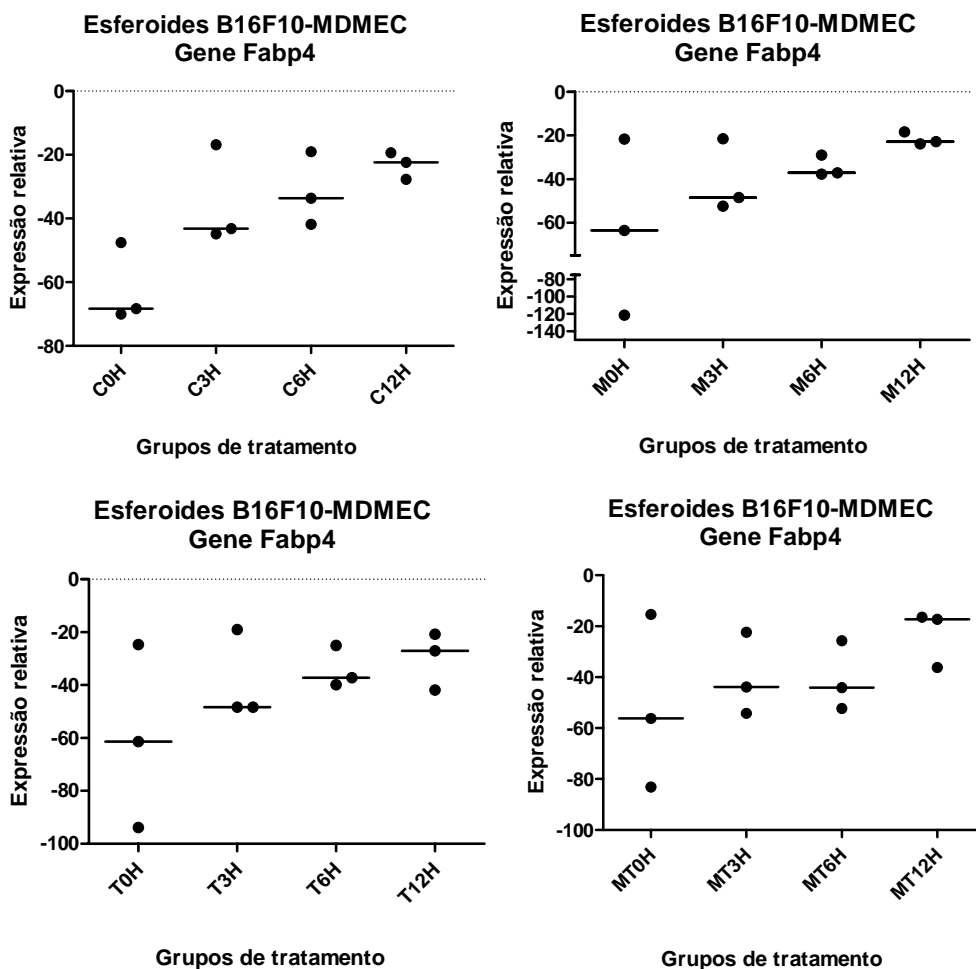 Esferoides B16F10-MDMEC
Gene Fabp4
Expressão relativa
0
-20
-40
-60
-80
C0H
C3H
C6H
C12H
Grupos de tratamento
Esferoides B16F10-MDMEC
Gene Fabp4
Expressão relativa
0
-20
-40
-60
-80
-100
-120
-140
M0H
M3H
M6H
M12H
Grupos de tratamento
Esferoides B16F10-MDMEC
Gene Fabp4
Expressão relativa
0
-20
-40
-60
-80
-100
T0H
T3H
T6H
T12H
Grupos de tratamento
Esferoides B16F10-MDMEC
Gene Fabp4
Expressão relativa
0
-20
-40
-60
-80
-100
MT0H
MT3H
MT6H
MT12H
Grupos de tratamento